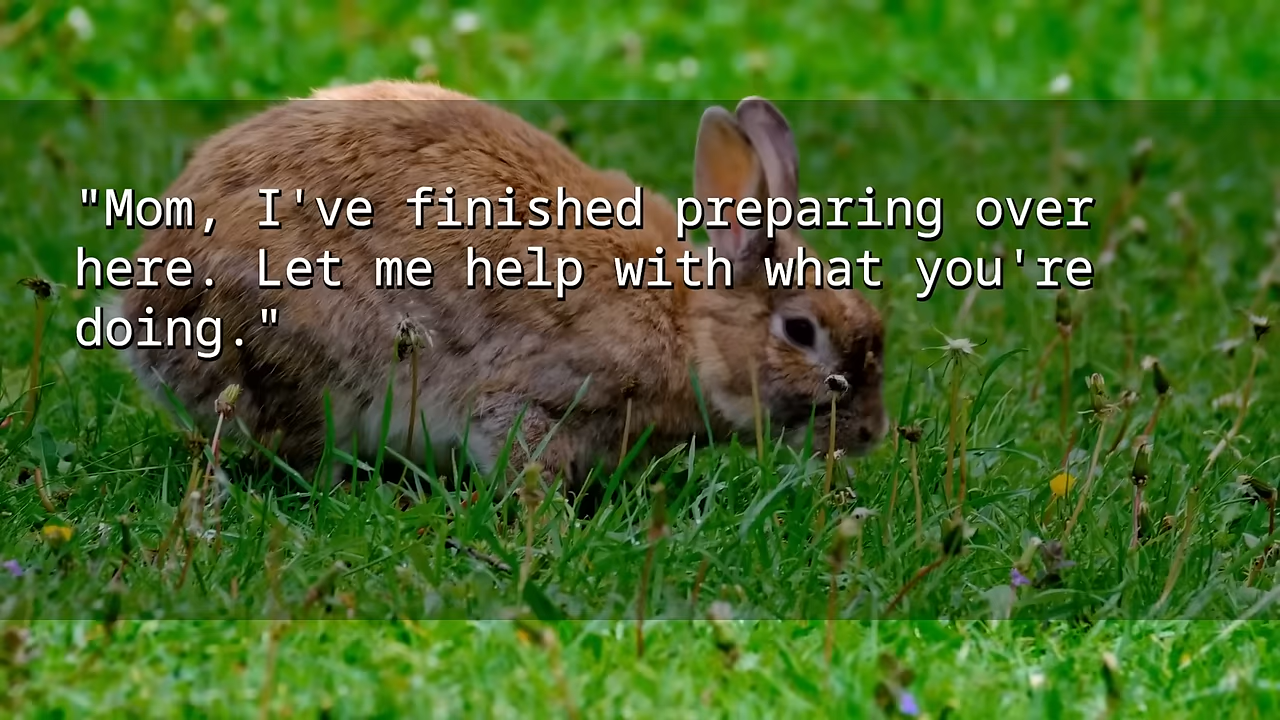 "Mom, I've finished preparing over
here. Let me help with what you're
doing."